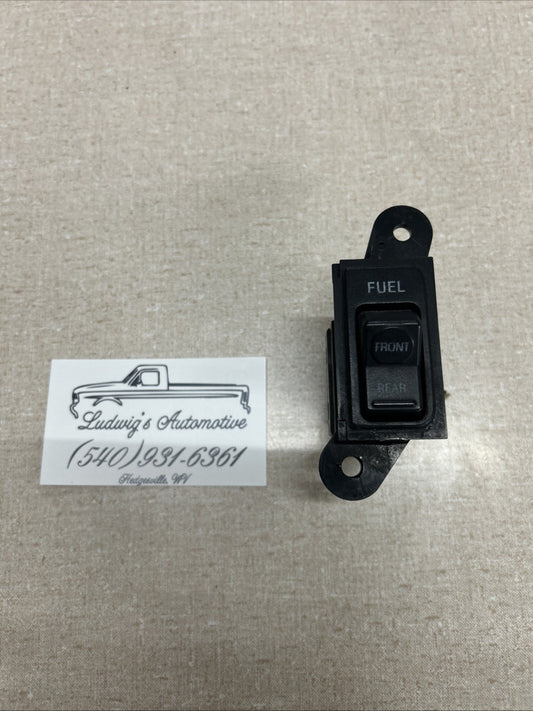 FUEL
FRONT
REAR
Ludwig's Automotive
(540)931-6361
Hedgesville, WV